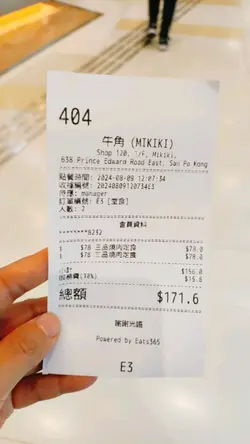 404
牛角 (MIKIKI)
Shop 120, 1/F, Mikiki,
638 Prince Edward Road East, San Po Kong
點餐時間: 2024-08-09 12:07:34
收據編號: 20240809120734E3
侍應: manager
訂單編號: E3 [堂食]
人數: 2
會員資料
********8232
1 $78 三品燒肉定食 $78.0
1 $78 三品燒肉定食 $78.0
小計 $156.0
服務費(10%) $15.6
總額 $171.6
謝謝光臨
Powered by Eats365
E3